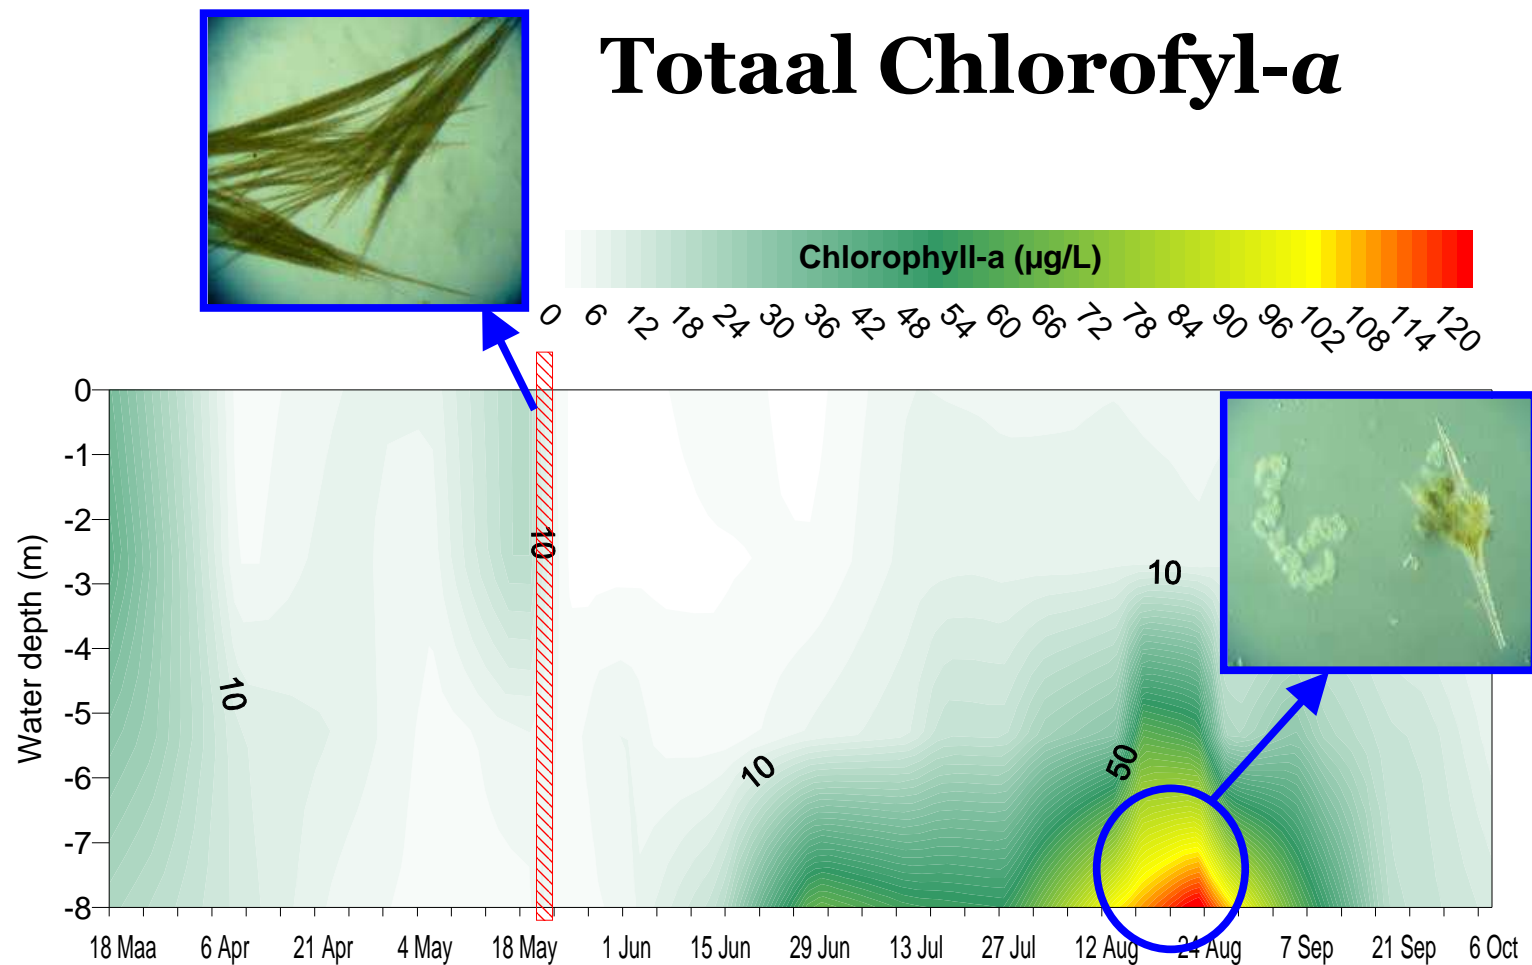 Totaal Chlorofyl-a
Chlorophyll-a (µg/L)
0 6 12 18 24 30 36 42 48 54 60 66 72 78 84 90 96 102 108 114 120
Water depth (m)
0
-1
-2
-3
-4
-5
-6
-7
-8
10
10
10
10
50
18 Maa 6 Apr 21 Apr 4 May 18 May 1 Jun 15 Jun 29 Jun 13 Jul 27 Jul 12 Aug 24 Aug 7 Sep 21 Sep 6 Oct